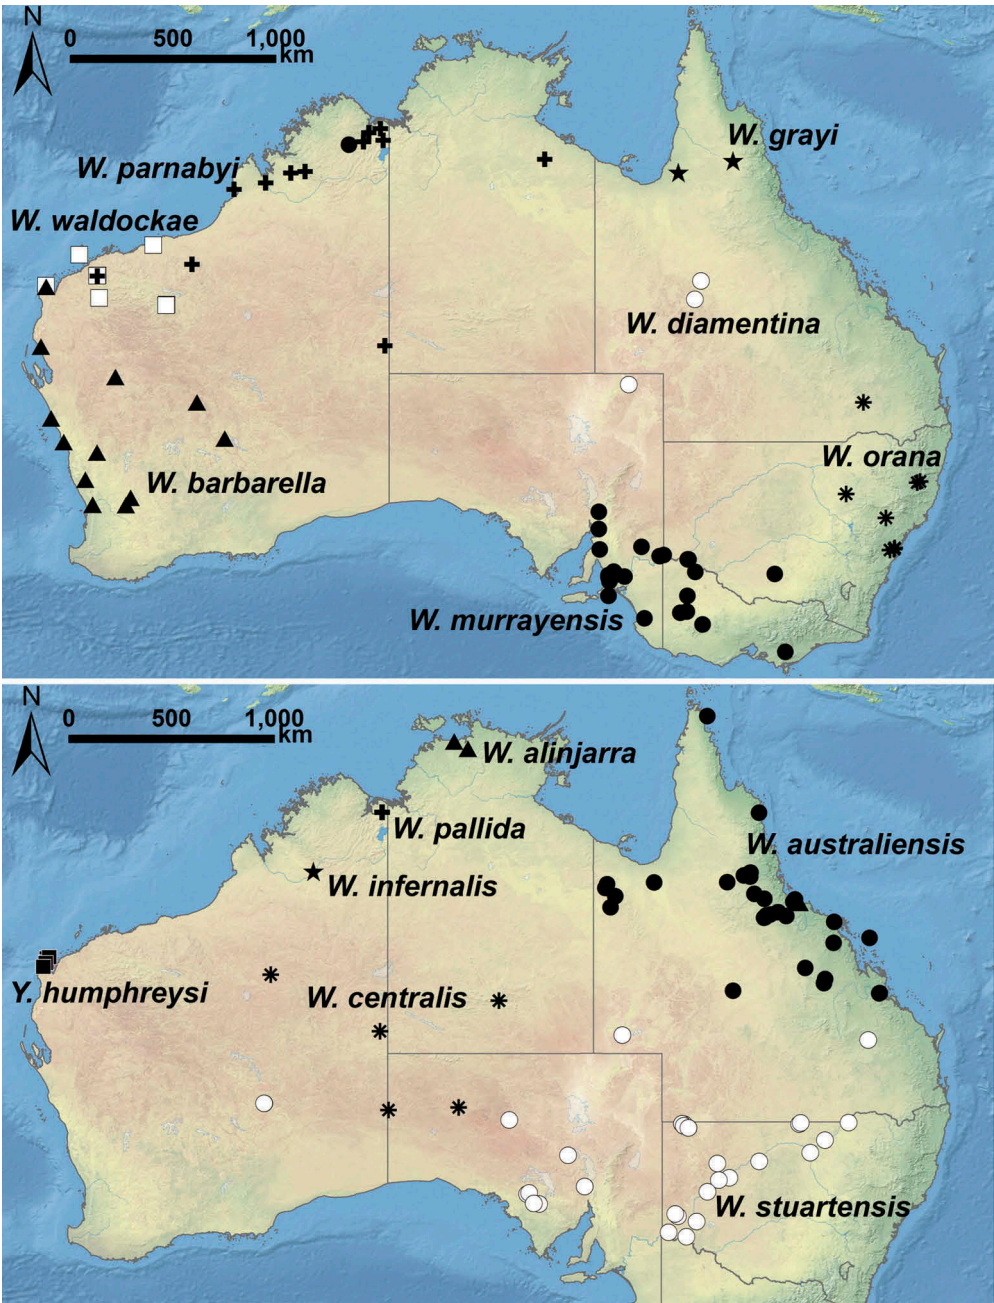 N
0 500 1,000
km
W. grayi
W. parnabyi
W. waldockae
W. diamentina
W. orana
W. barbarella
W. murrayensis
N
0 500 1,000
km
W. alinjarra
W. pallida
W. australiensis
W. infernalis
Y. humphreysi
W. centralis
W. stuartensis